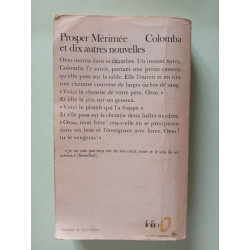 Prosper Mérimée Colomba
et dix autres nouvelles
Orso monta dans sa chambre. Un instant après,
Colomba l'y suivit, portant une petite cassette
qu'elle posa sur la table. Elle l'ouvrit et en tira
une chemise couverte de larges taches de sang.
« Voici la chemise de votre père, Orso. »
Et elle la jeta sur ses genoux.
« Voici le plomb qui l'a frappé. »
Et elle posa sur la chemise deux balles rouillées.
« Orso, mon frère! cria-t-elle en se précipitant
dans ses bras et l'étreignant avec force. Orso!
tu le vengeras! »
folio